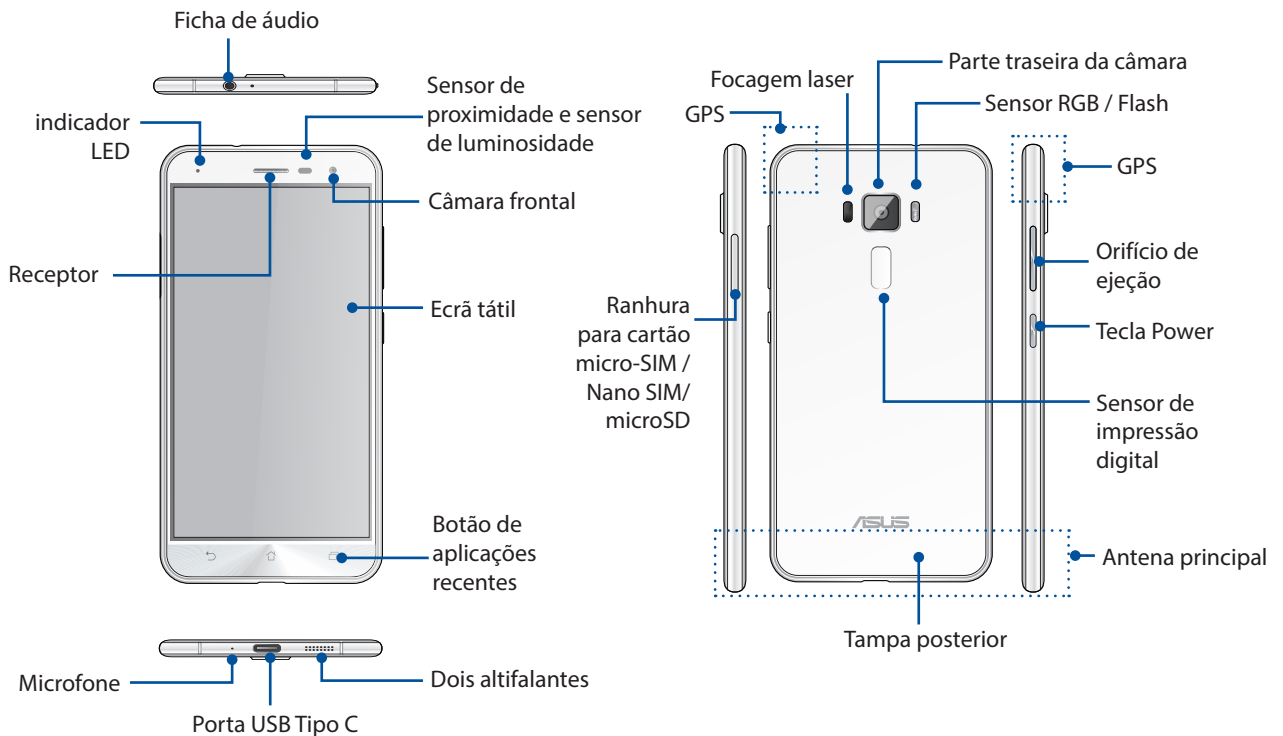 Ficha de áudio
indicador
LED
Sensor de
proximidade e sensor
de luminosidade
Câmara frontal
Receptor
Ecrã tátil
Botão de
aplicações
recentes
Microfone
Dois altifalantes
Porta USB Tipo C
Parte traseira da câmara
Focagem laser
Sensor RGB / Flash
GPS
GPS
Orifício de
ejeção
Ranhura
para cartão
micro-SIM /
Nano SIM/
microSD
Tecla Power
Sensor de
impressão
digital
ASUS
Antena principal
Tampa posterior